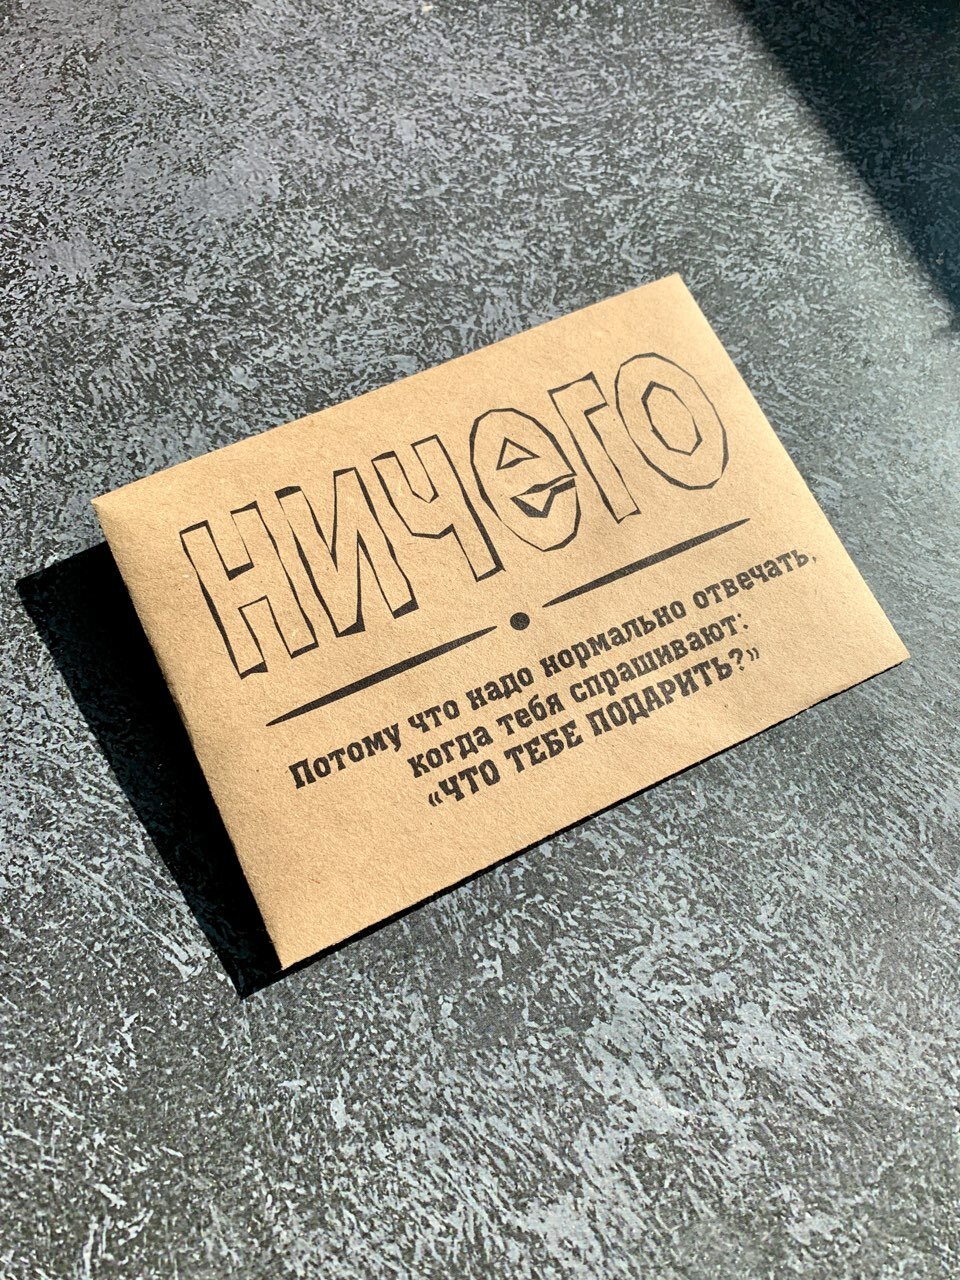 НИЧЕГО
Потому что надо нормально отвечать,
когда тебя спрашивают:
«ЧТО ТЕБЕ ПОДАРИТЬ?»